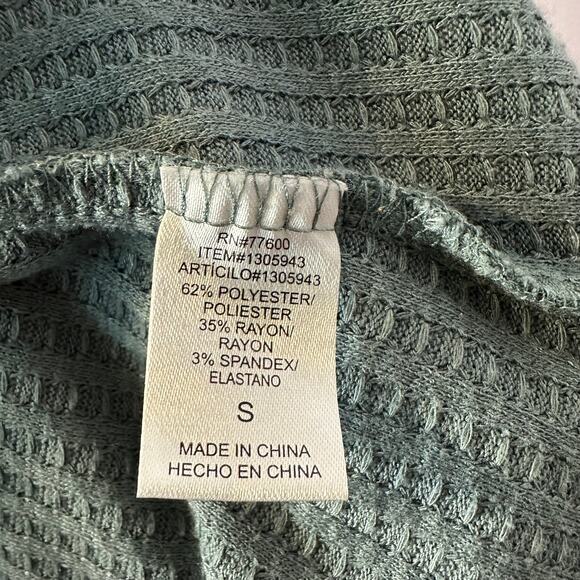 RN#77600
ITEM#1305943
ARTÍCILO#1305943
62% POLYESTER/
POLIESTER
35% RAYON/
RAYON
3% SPANDEX/
ELASTANO
S
MADE IN CHINA
HECHO EN CHINA